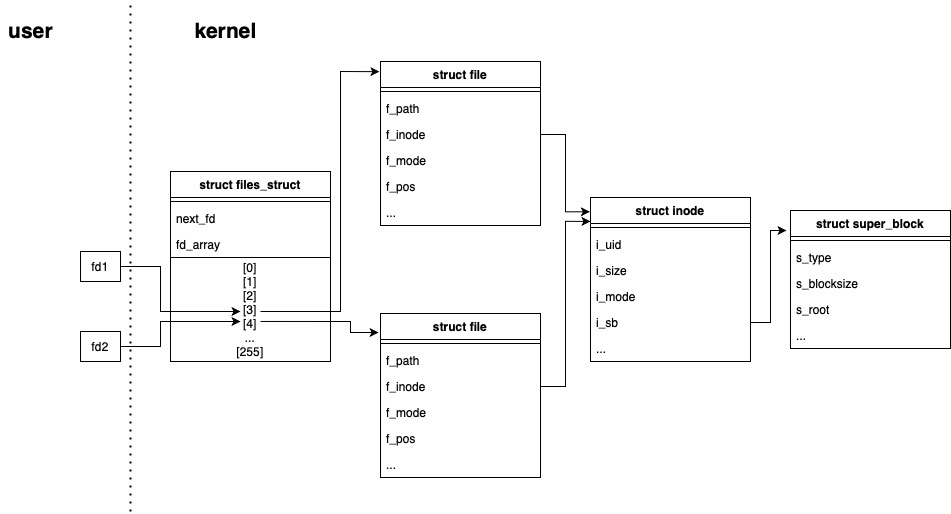 user
kernel
fd1
fd2
struct files_struct
next_fd
fd_array
[0]
[1]
[2]
[3]
[4]
...
[255]
struct file
f_path
f_inode
f_mode
f_pos
...
struct file
f_path
f_inode
f_mode
f_pos
...
struct inode
i_uid
i_size
i_mode
i_sb
...
struct super_block
s_type
s_blocksize
s_root
...